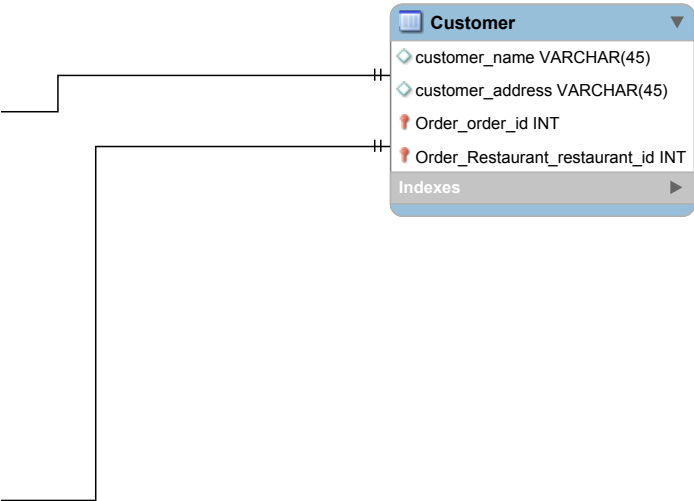 Customer
customer_name VARCHAR(45)
customer_address VARCHAR(45)
Order_order_id INT
Order_Restaurant_restaurant_id INT
Indexes